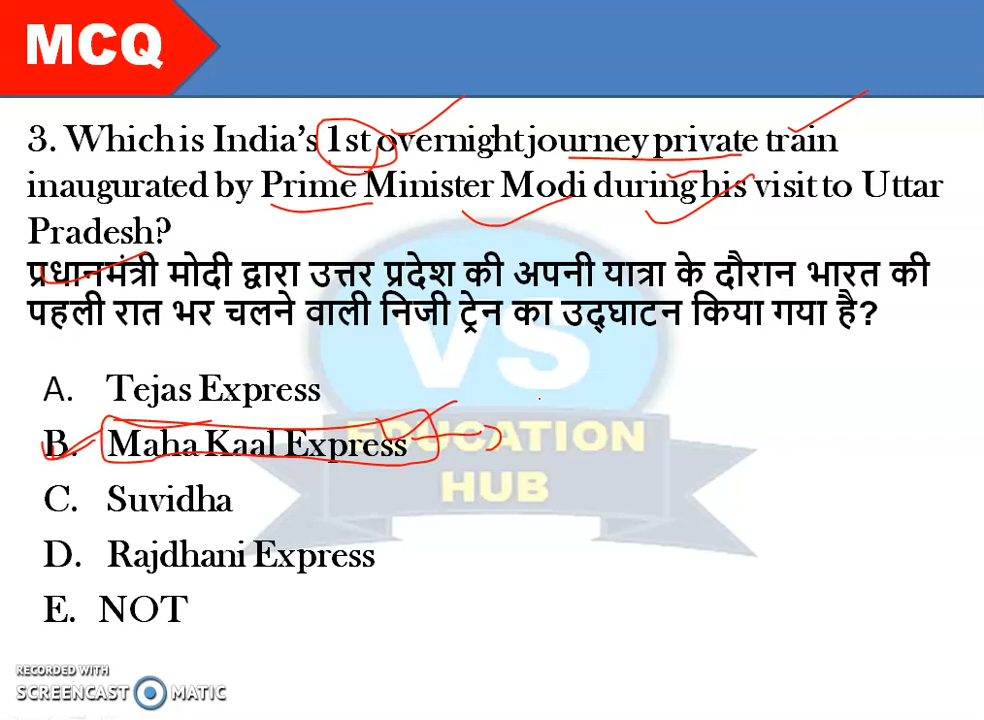 MCQ
3. Which is India's 1st overnight journey private train
inaugurated by Prime Minister Modi during his visit to Uttar
Pradesh?
प्रधानमंत्री मोदी द्वारा उत्तर प्रदेश की अपनी यात्रा के दौरान भारत की
पहली रात भर चलने वाली निजी ट्रेन का उद्घाटन किया गया है?
A. Tejas Express
B. Maha Kaal Express
C. Suvidha
D. Rajdhani Express
E. NOT
VS
EDUCATION
HUB
RECORDED WITH
SCREENCAST MATIC